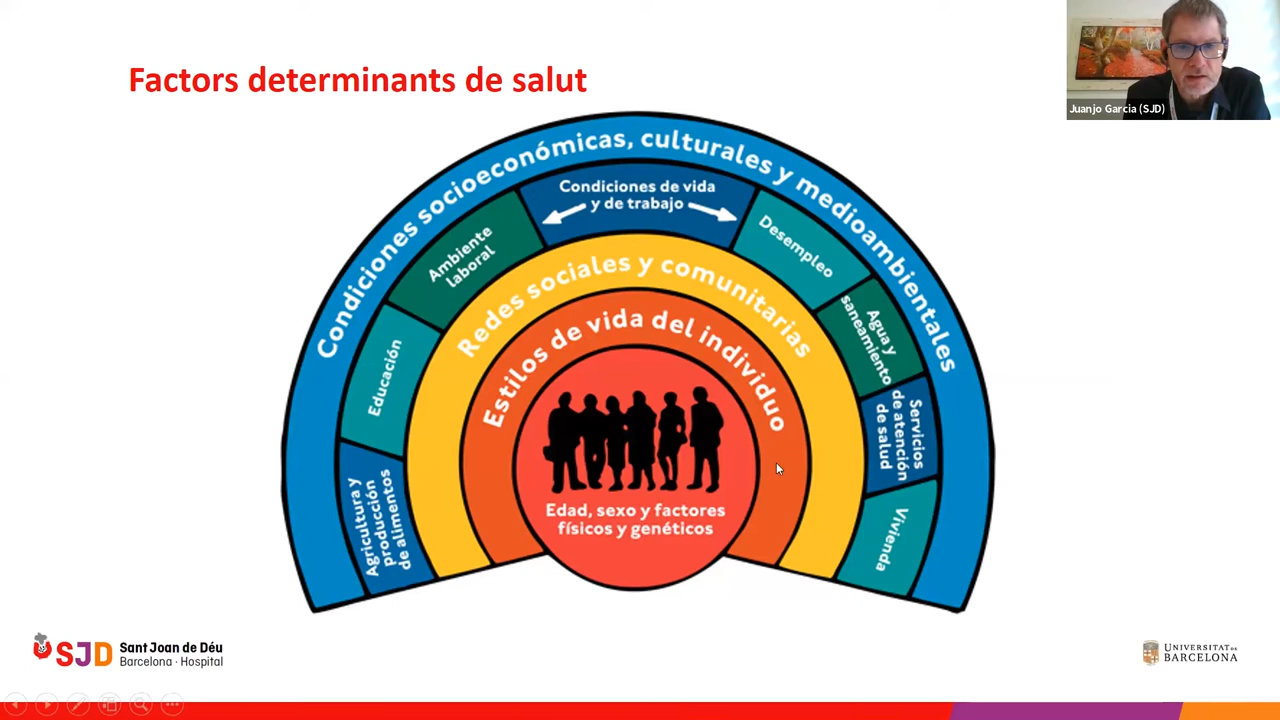 Factors determinants de salut
Juanjo Garcia (SJD)
Condiciones socioeconómicas, culturales y medioambientales
Condiciones de vida
y de trabajo
Ambiente
laboral
Desempleo
Educación
Agua y
saneamiento
Agricultura y
producción
de alimentos
Servicios
de atención
de salud
Vivienda
Redes sociales y comunitarias
Estilos de vida del individuo
Edad, sexo y factores
físicos y genéticos
SJD
Sant Joan de Déu
Barcelona · Hospital
UNIVERSITAT DE
BARCELONA